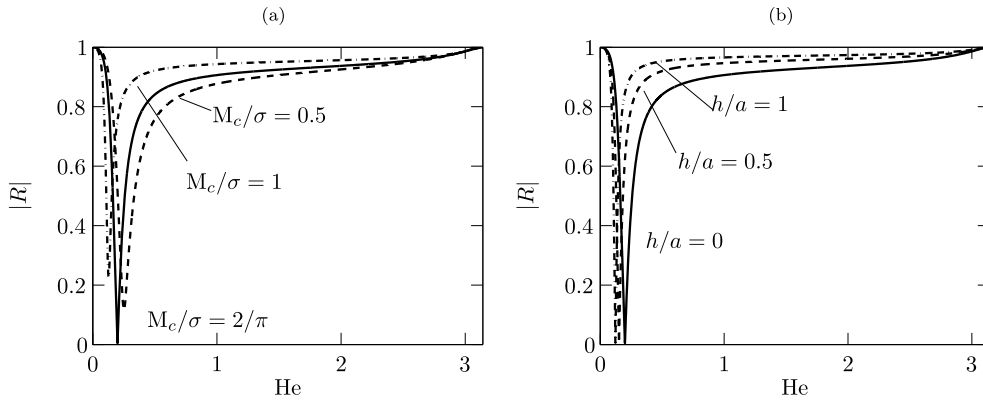 (a)
1
0.8
0.6
0.4
0.2
0
|R|
M_c/σ = 0.5
M_c/σ = 1
M_c/σ = 2/π
0 1 2 3
He
(b)
1
0.8
0.6
0.4
0.2
0
|R|
h/a = 1
h/a = 0.5
h/a = 0
0 1 2 3
He